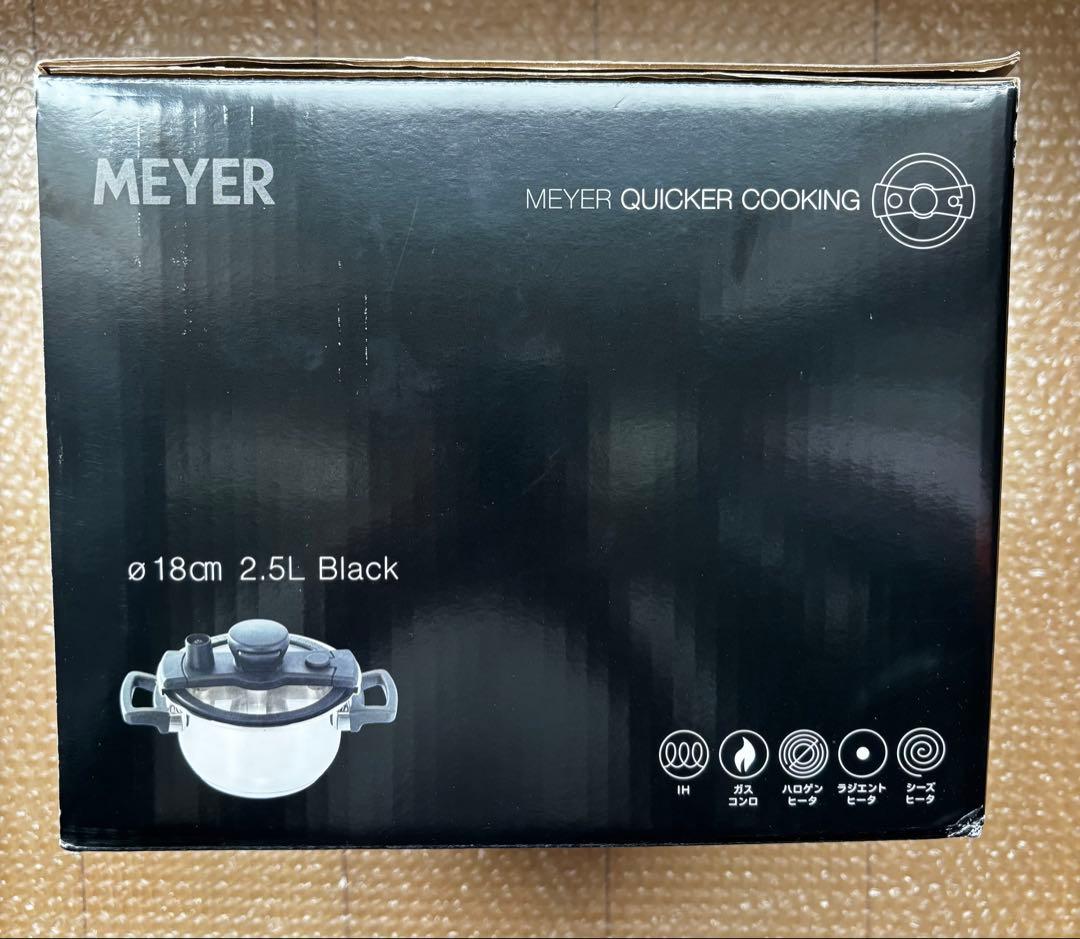 MEYER
MEYER QUICKER COOKING
ø18cm 2.5L Black
IH
ガス
コンロ
ハロゲン
ヒータ
ラジエント
ヒータ
シーズ
ヒータ